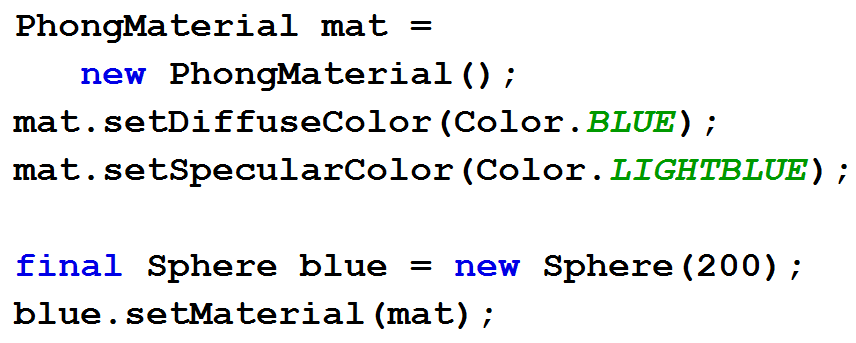 PhongMaterial mat =
   new PhongMaterial();
mat.setDiffuseColor(Color.BLUE);
mat.setSpecularColor(Color.LIGHTBLUE);

final Sphere blue = new Sphere(200);
blue.setMaterial(mat);